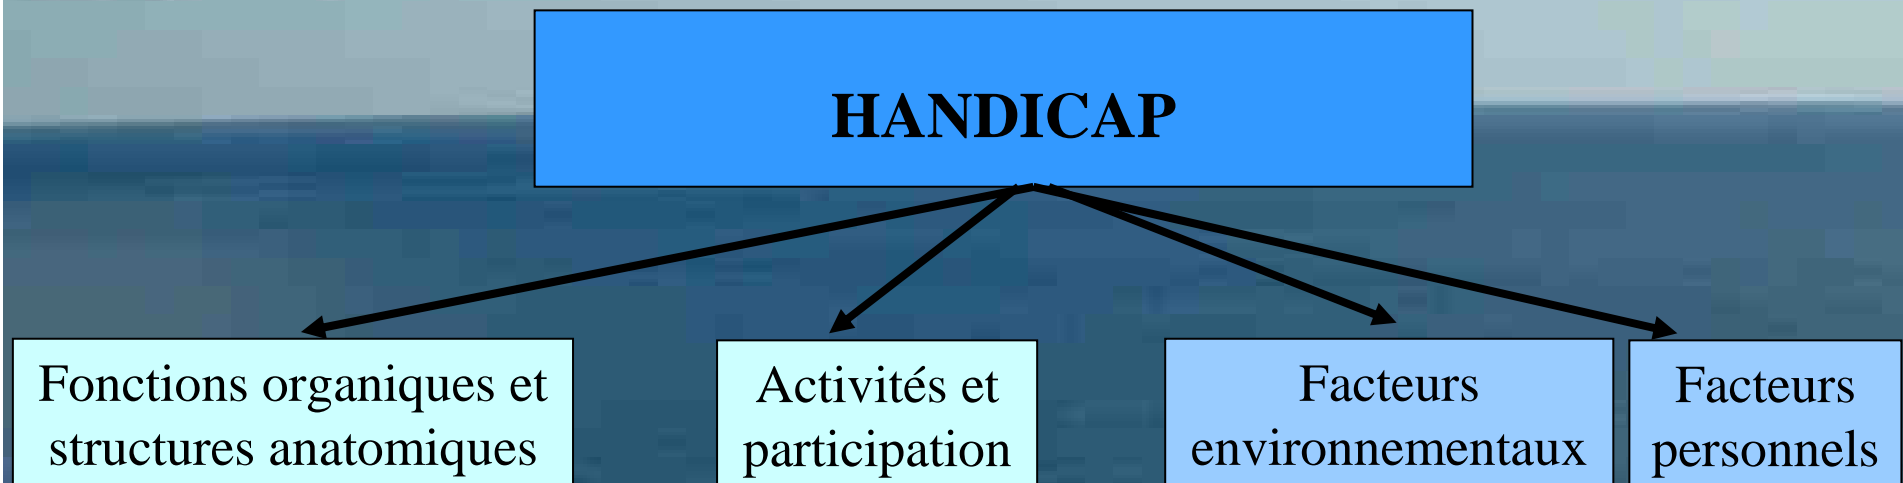 HANDICAP
Fonctions organiques et
structures anatomiques
Activités et
participation
Facteurs
environnementaux
Facteurs
personnels